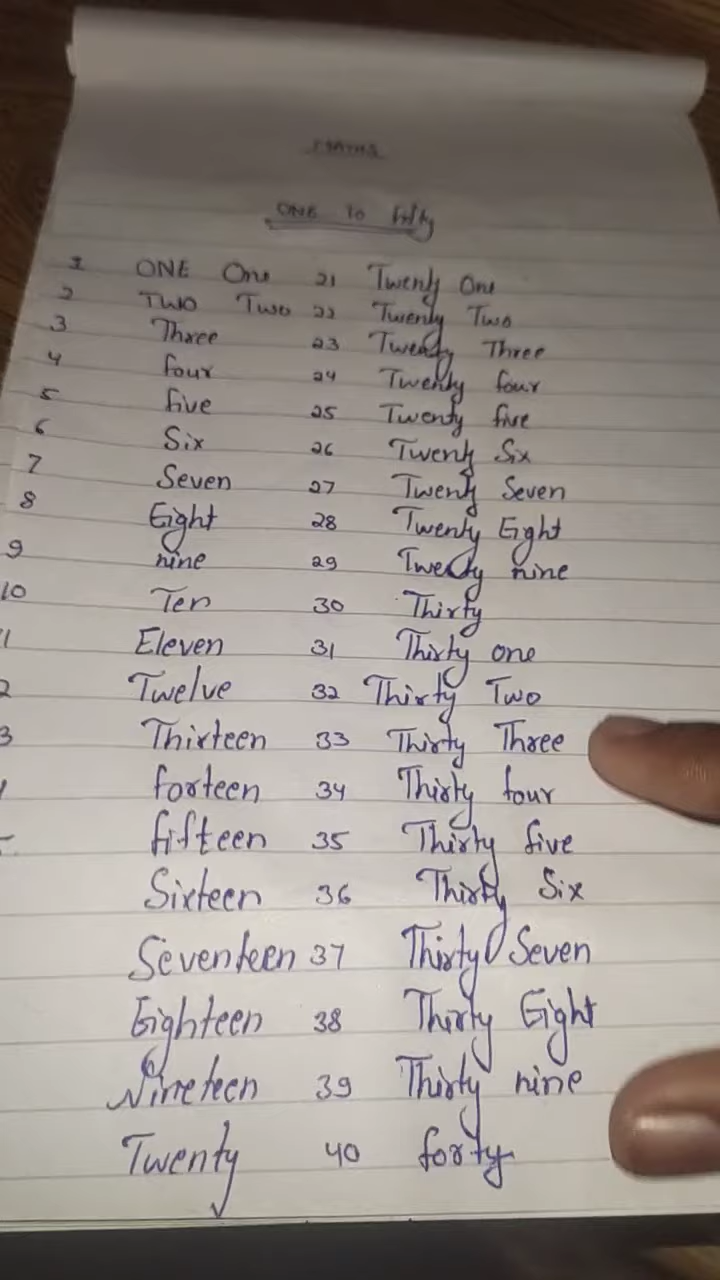 MATHS
ONE To Fifty
1 ONE One 21 Twenty One
2 TWO Two 22 Twenty Two
3 Three 23 Twenty Three
4 four 24 Twenty four
5 five 25 Twenty five
6 Six 26 Twenty Six
7 Seven 27 Twenty Seven
8 Eight 28 Twenty Eight
9 nine 29 Twenty nine
10 Ten 30 Thirty
1 Eleven 31 Thirty one
2 Twelve 32 Thirty Two
3 Thirteen 33 Thirty Three
forteen 34 Thirty four
fifteen 35 Thirty five
Sixteen 36 Thirty Six
Seventeen 37 Thirty Seven
Eighteen 38 Thirty Eight
Nineteen 39 Thirty nine
Twenty 40 forty